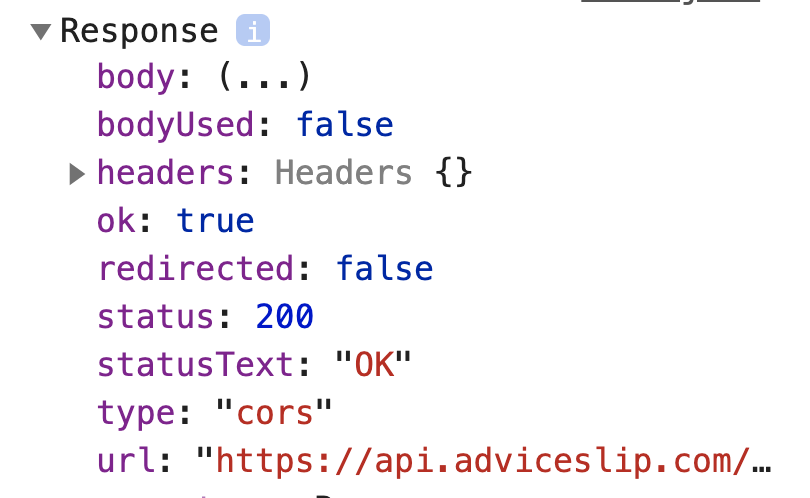 Response i
body: (...)
bodyUsed: false
headers: Headers {}
ok: true
redirected: false
status: 200
statusText: "OK"
type: "cors"
url: "https://api.adviceslip.com/…